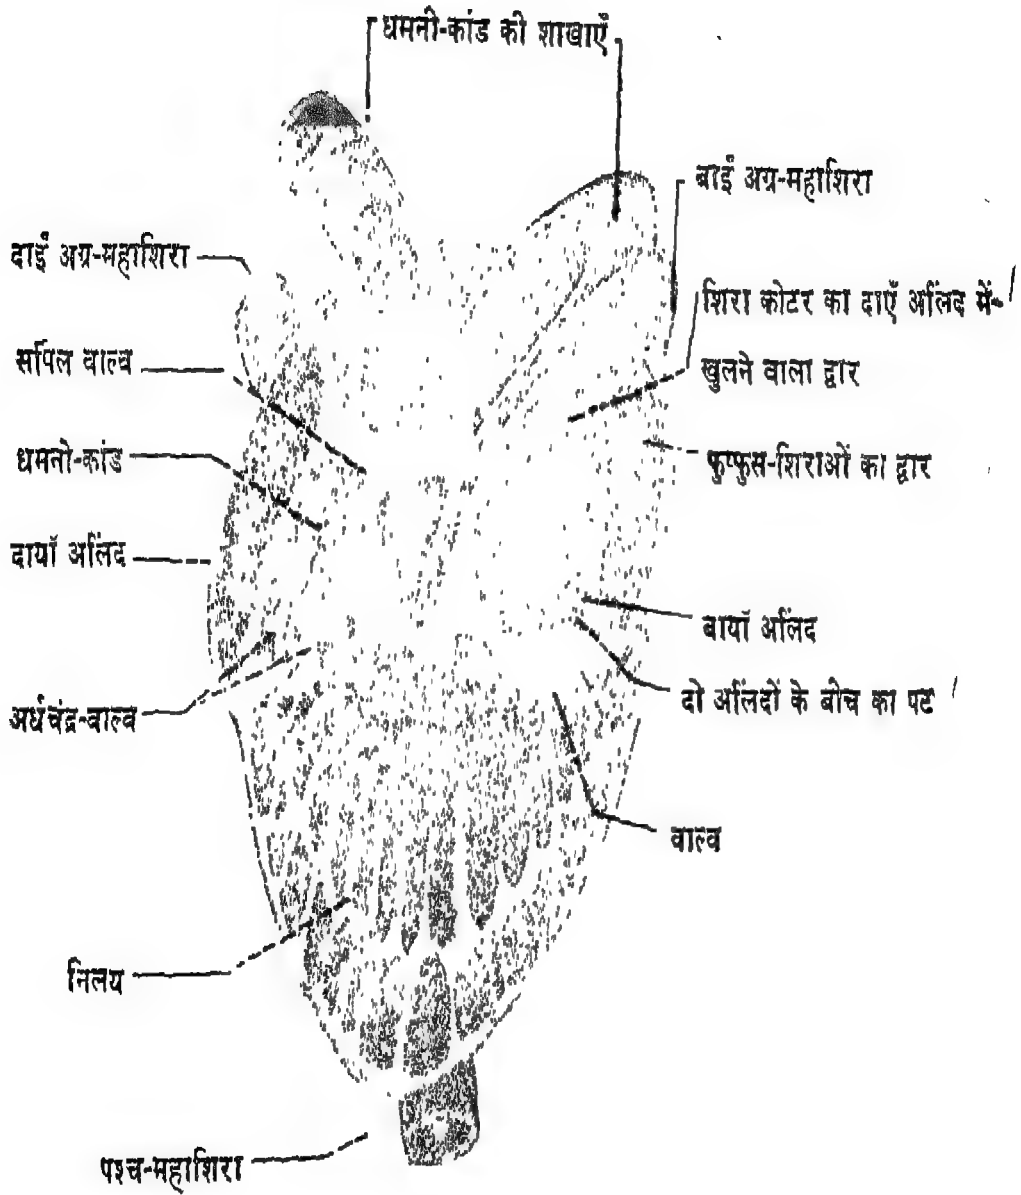 धमनी-कांड की शाखाएँ
बाईं अग्र-महाशिरा
दाईं अग्र-महाशिरा
शिरा कोटर का दाएँ अलिंद में-
खुलने वाला द्वार
सर्पिल वाल्व
धमनी-कांड
फुप्फुस-शिराओं का द्वार
दायाँ अलिंद
बायाँ अलिंद
दो अलिंदों के बीच का पट
अर्धचंद्र-वाल्व
वाल्व
निलय
पश्च-महाशिरा